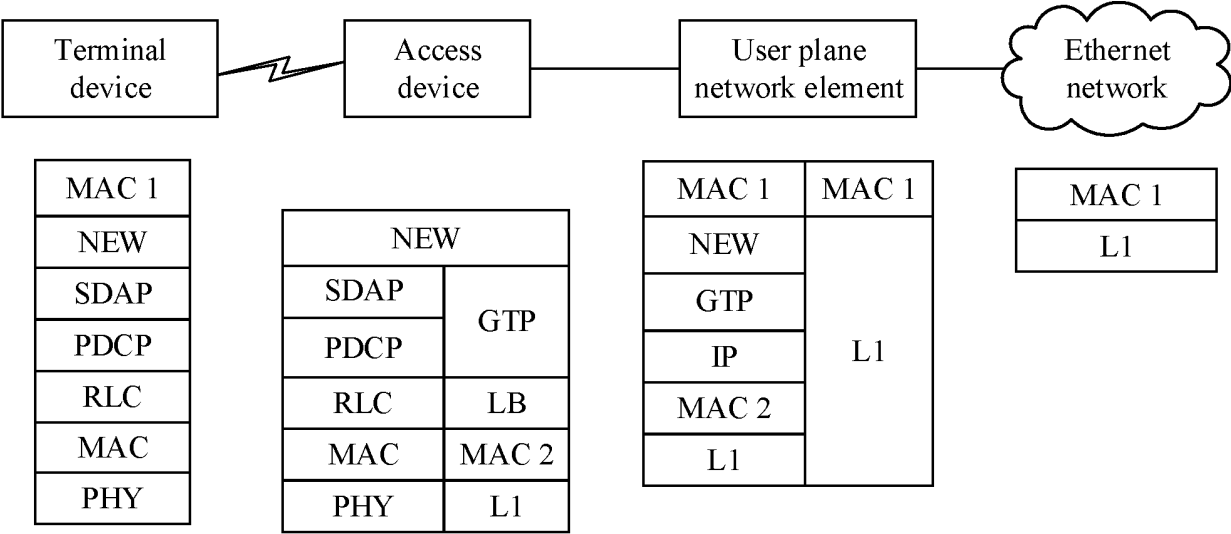 Terminal
device
Access
device
User plane
network element
Ethernet
network
MAC 1
NEW
SDAP
PDCP
RLC
MAC
PHY
NEW
SDAP
GTP
PDCP
RLC LB
MAC MAC 2
PHY L1
MAC 1 MAC 1
NEW
GTP
IP
L1
MAC 2
L1
MAC 1
L1